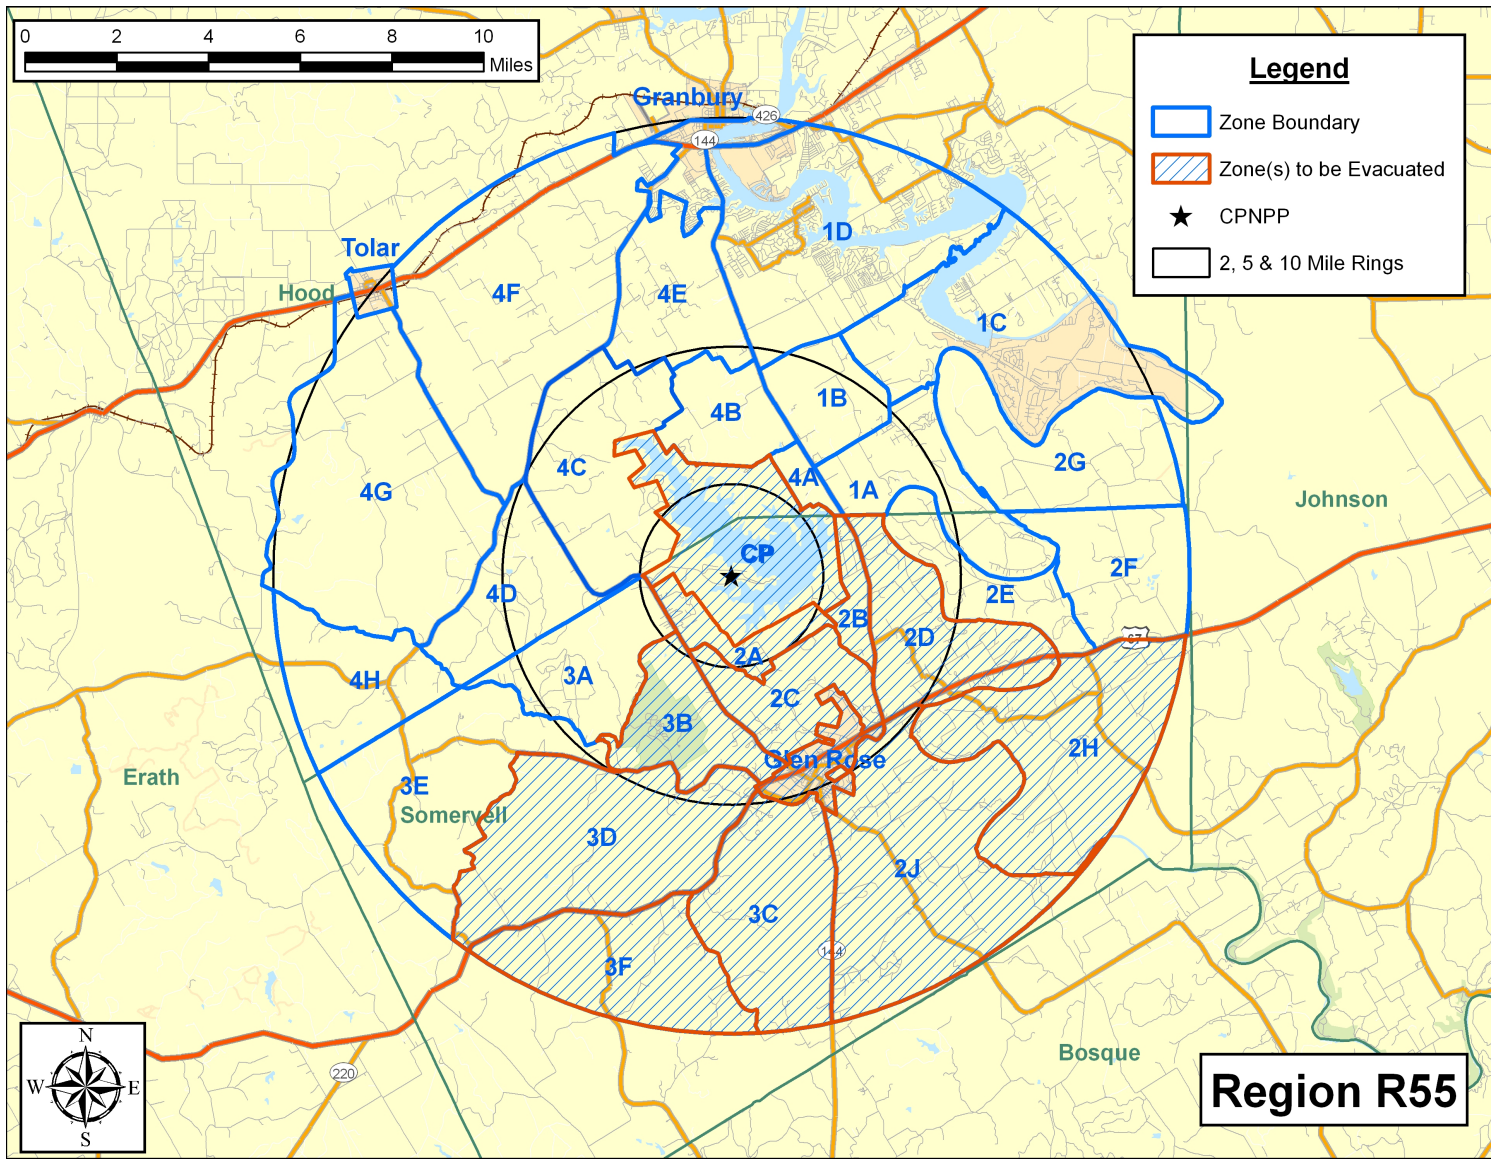 0 2 4 6 8 10
Miles
Legend
Zone Boundary
Zone(s) to be Evacuated
CPNPP
2, 5 & 10 Mile Rings
Granbury
426
144
1D
Tolar
Hood
4F
4E
1C
4B
1B
4C
4A
1A
2G
4G
Johnson
CP
2F
4D
2E
2B
2D
67
2A
3A
4H
2C
3B
2H
Glen Rose
Erath
3E
Somervell
3D
2J
3C
144
3F
N
W E
S
220
Bosque
Region R55